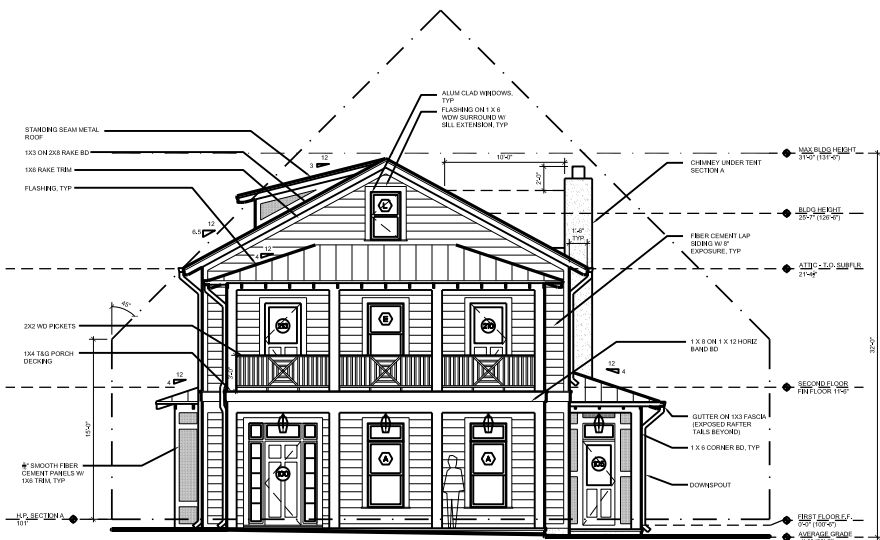 ALUM CLAD WINDOWS,
TYP
FLASHING ON 1 X 6
WDW SURROUND W/
SILL EXTENSION, TYP
STANDING SEAM METAL
ROOF
1X3 ON 2X8 RAKE BD
1X6 RAKE TRIM
FLASHING, TYP
12
3
10'-0"
2'-0"
MAX BLDG HEIGHT
31'-0" (131'-6")
CHIMNEY UNDER TENT
SECTION A
BLDG HEIGHT
25'-7" (126'-6")
12
6.5
12
4
1'-6"
TYP
FIBER CEMENT LAP
SIDING W/ 8"
EXPOSURE, TYP
ATTIC - T.O. SUBFLR
45°
2X2 WD PICKETS
1X4 T&G PORCH
DECKING
E
210
3'-0"
32'-0"
1 X 8 ON 1 X 12 HORIZ
BAND BD
12
4
12
4
SECOND FLOOR
FIN FLOOR 11'-6"
15'-0"
GUTTER ON 1X3 FASCIA
(EXPOSED RAFTER
TAILS BEYOND)
1 X 6 CORNER BD, TYP
SMOOTH FIBER
CEMENT PANELS W/
1X6 TRIM, TYP
100
A
A
105
DOWNSPOUT
H.P. SECTION A
101'
FIRST FLOOR F.F.
0'-0" (100'-6")
AVERAGE GRADE